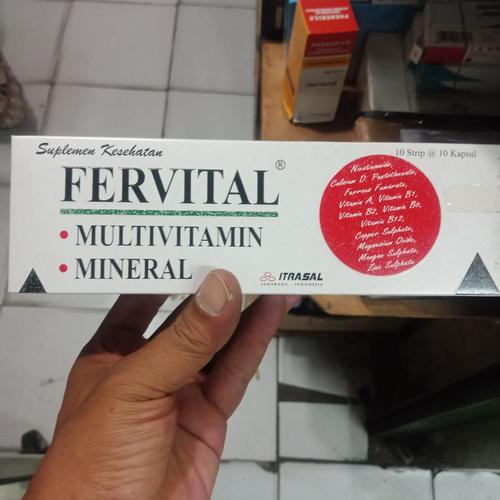 PHENERICA
Suplemen Kesehatan
10 Strip @ 10 Kapsul
FERVITAL®
• MULTIVITAMIN
• MINERAL
Nicotinamide,
Calcium D. Pantothenate,
Ferrous Fumarate,
Vitamin A, Vitamin B1,
Vitamin B2, Vitamin B6,
Vitamin B12,
Copper Sulphate,
Magnesium Oxide,
Mangan Sulphate,
Zinc Sulphate
ITRASAL
SEMARANG - INDONESIA